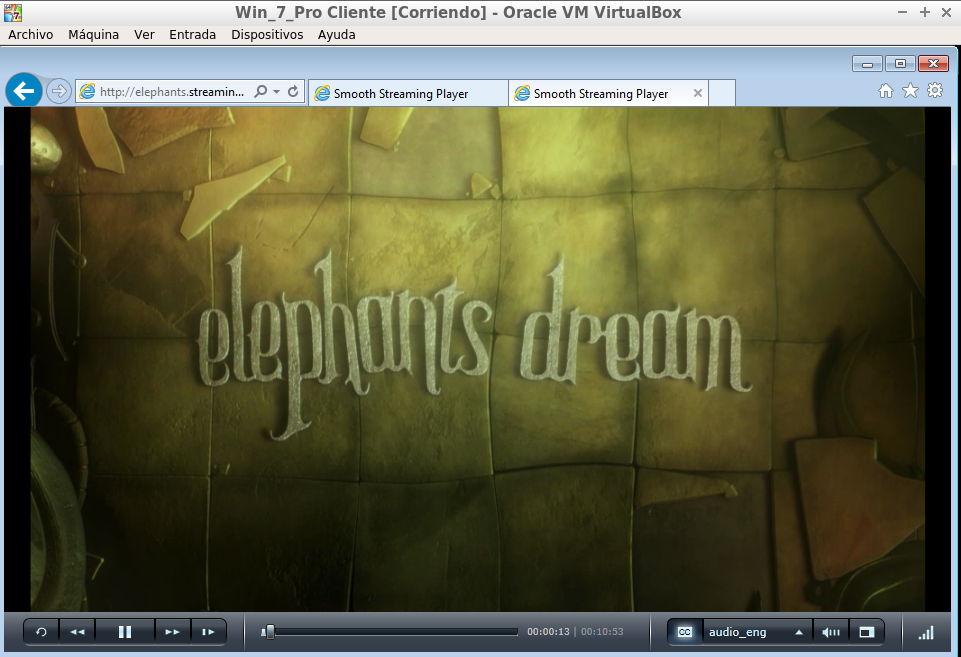 Win_7_Pro Cliente [Corriendo] - Oracle VM VirtualBox
Archivo Máquina Ver Entrada Dispositivos Ayuda
http://elephants.streamin... Smooth Streaming Player Smooth Streaming Player
elephants dream
00:00:13 | 00:10:53 CC audio_eng